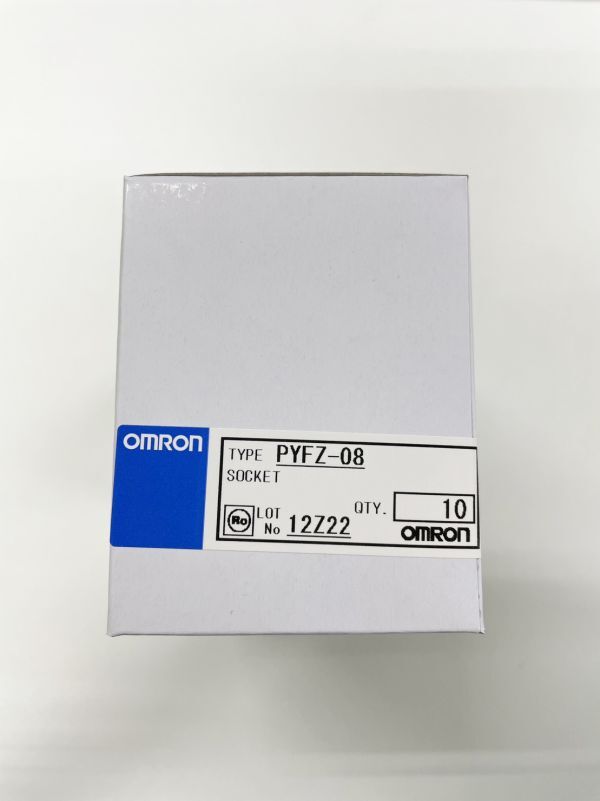 OMRON
TYPE PYFZ-08
SOCKET
QTY. 10
Ro LOT
No 12Z22
OMRON